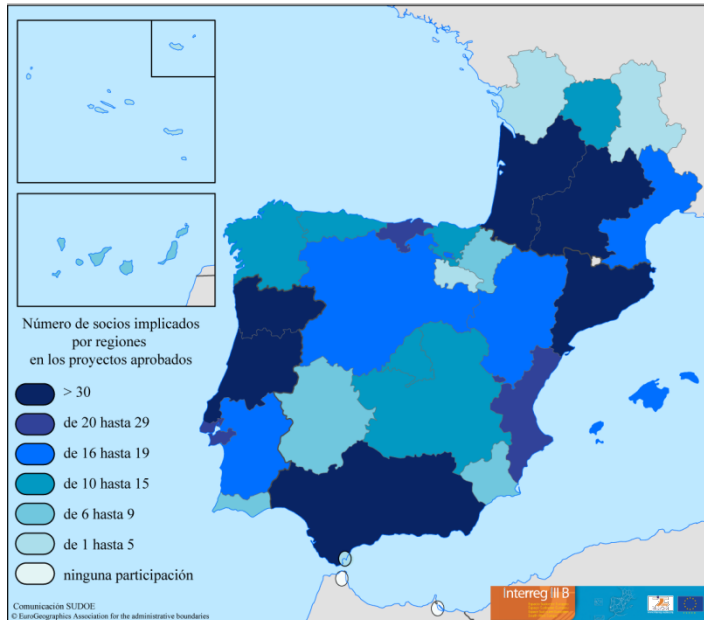 Número de socios implicados
por regiones
en los proyectos aprobados
> 30
de 20 hasta 29
de 16 hasta 19
de 10 hasta 15
de 6 hasta 9
de 1 hasta 5
ninguna participación
Comunicación SUDOE
© EuroGeographics Association for the administrative boundaries
Interreg III B